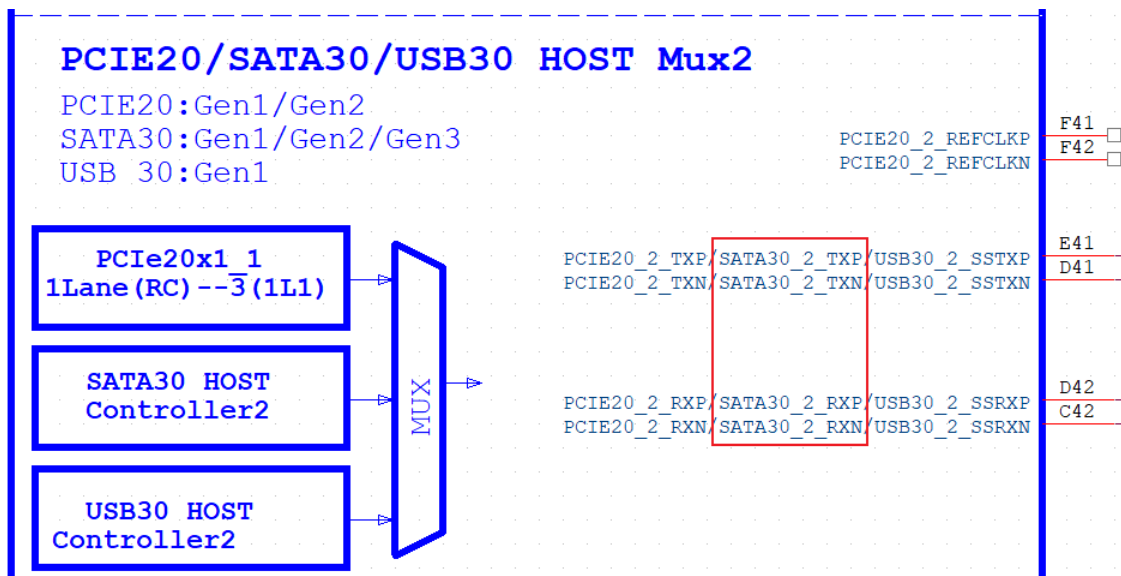 PCIE20/SATA30/USB30 HOST Mux2
PCIE20:Gen1/Gen2
SATA30:Gen1/Gen2/Gen3
USB 30:Gen1
PCIE20_2_REFCLKP F41
PCIE20_2_REFCLKN F42
PCIe20x1_1
1Lane(RC)--3(1L1)
SATA30 HOST
Controller2
USB30 HOST
Controller2
MUX
PCIE20_2_TXP/SATA30_2_TXP/USB30_2_SSTXP E41
PCIE20_2_TXN/SATA30_2_TXN/USB30_2_SSTXN D41
PCIE20_2_RXP/SATA30_2_RXP/USB30_2_SSRXP D42
PCIE20_2_RXN/SATA30_2_RXN/USB30_2_SSRXN C42